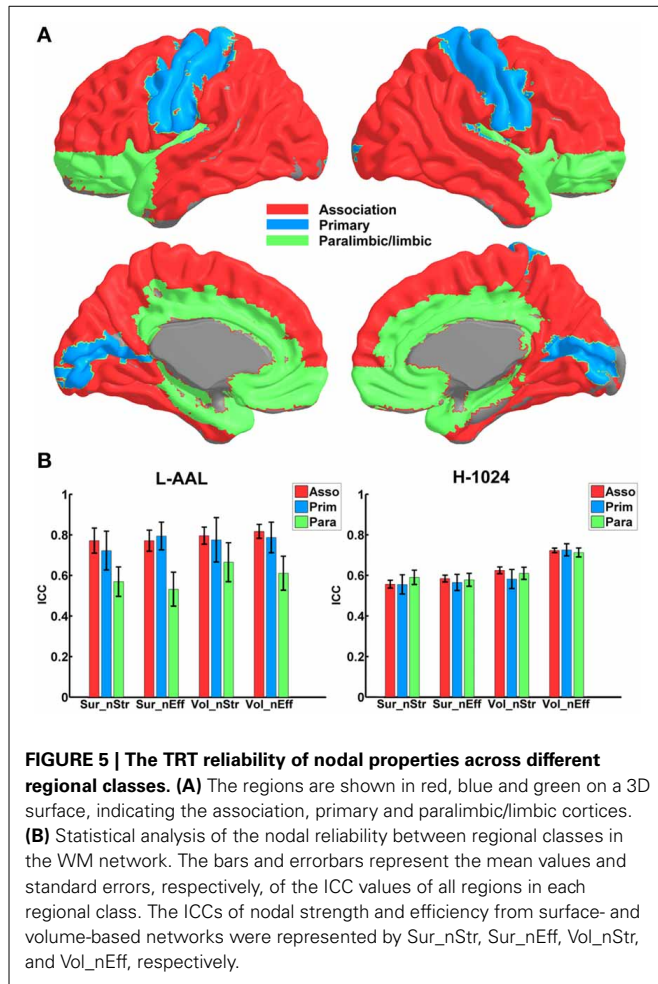 A
Association
Primary
Paralimbic/limbic
B
L-AAL
H-1024
Asso
Prim
Para
Asso
Prim
Para
1
0.8
0.6
0.4
0.2
0
ICC
1
0.8
0.6
0.4
0.2
0
ICC
Sur_nStr Sur_nEff Vol_nStr Vol_nEff
Sur_nStr Sur_nEff Vol_nStr Vol_nEff
FIGURE 5 | The TRT reliability of nodal properties across different
regional classes. (A) The regions are shown in red, blue and green on a 3D
surface, indicating the association, primary and paralimbic/limbic cortices.
(B) Statistical analysis of the nodal reliability between regional classes in
the WM network. The bars and errorbars represent the mean values and
standard errors, respectively, of the ICC values of all regions in each
regional class. The ICCs of nodal strength and efficiency from surface- and
volume-based networks were represented by Sur_nStr, Sur_nEff, Vol_nStr,
and Vol_nEff, respectively.